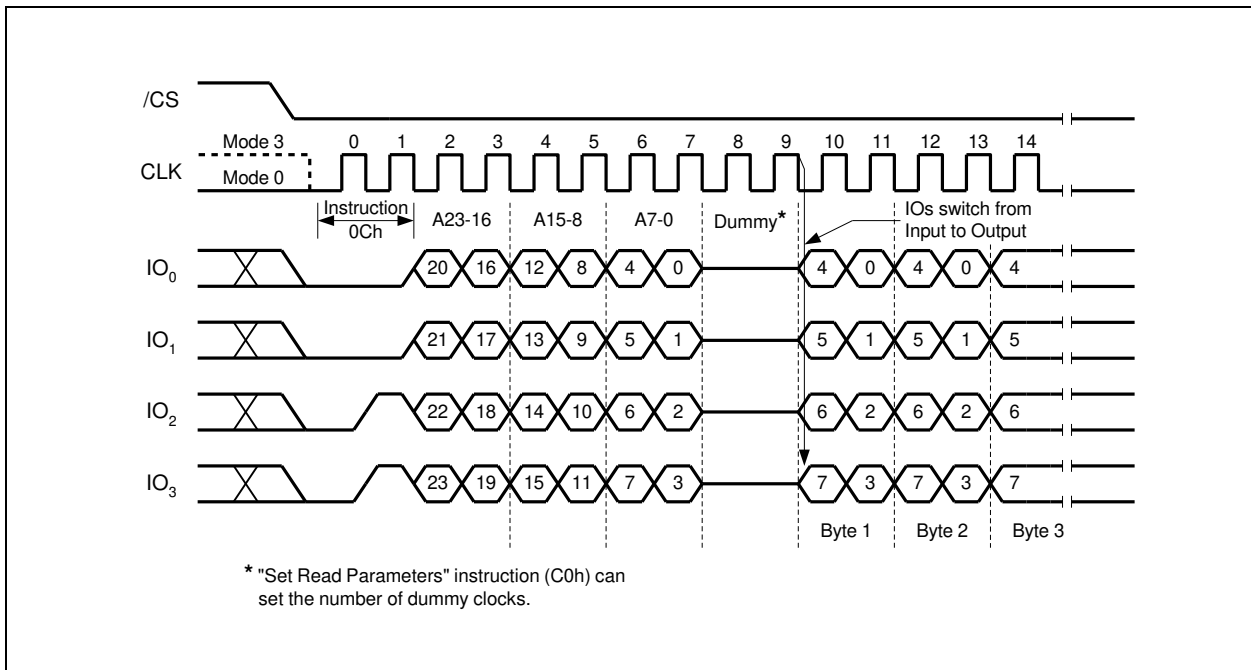 /CS
Mode 3 0 1 2 3 4 5 6 7 8 9 10 11 12 13 14
CLK
Mode 0
Instruction
0Ch
A23-16 A15-8 A7-0 Dummy*
IOs switch from
Input to Output
IO0 20 16 12 8 4 0 4 0 4 0 4
IO1 21 17 13 9 5 1 5 1 5 1 5
IO2 22 18 14 10 6 2 6 2 6 2 6
IO3 23 19 15 11 7 3 7 3 7 3 7
Byte 1 Byte 2 Byte 3
* "Set Read Parameters" instruction (C0h) can
set the number of dummy clocks.